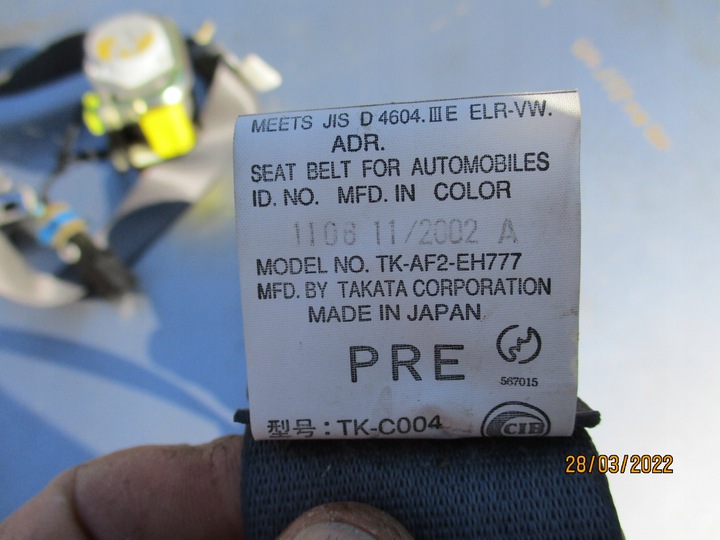 MEETS JIS D 4604.ⅢE ELR-VW.
ADR.
SEAT BELT FOR AUTOMOBILES
ID. NO. MFD. IN COLOR
1106 11/2002 A
MODEL NO. TK-AF2-EH777
MFD. BY TAKATA CORPORATION
MADE IN JAPAN
PRE
567015
型号: TK-C004
CIB
28/03/2022